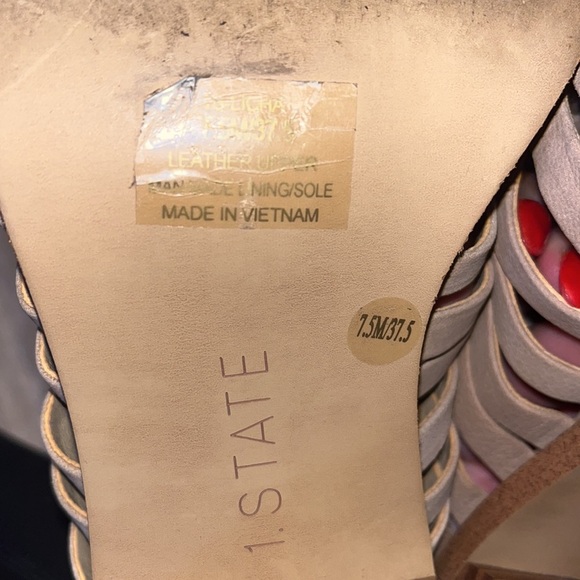 LEATHER UPPER
MAN MADE LINING/SOLE
MADE IN VIETNAM
7.5M/37.5
1.STATE